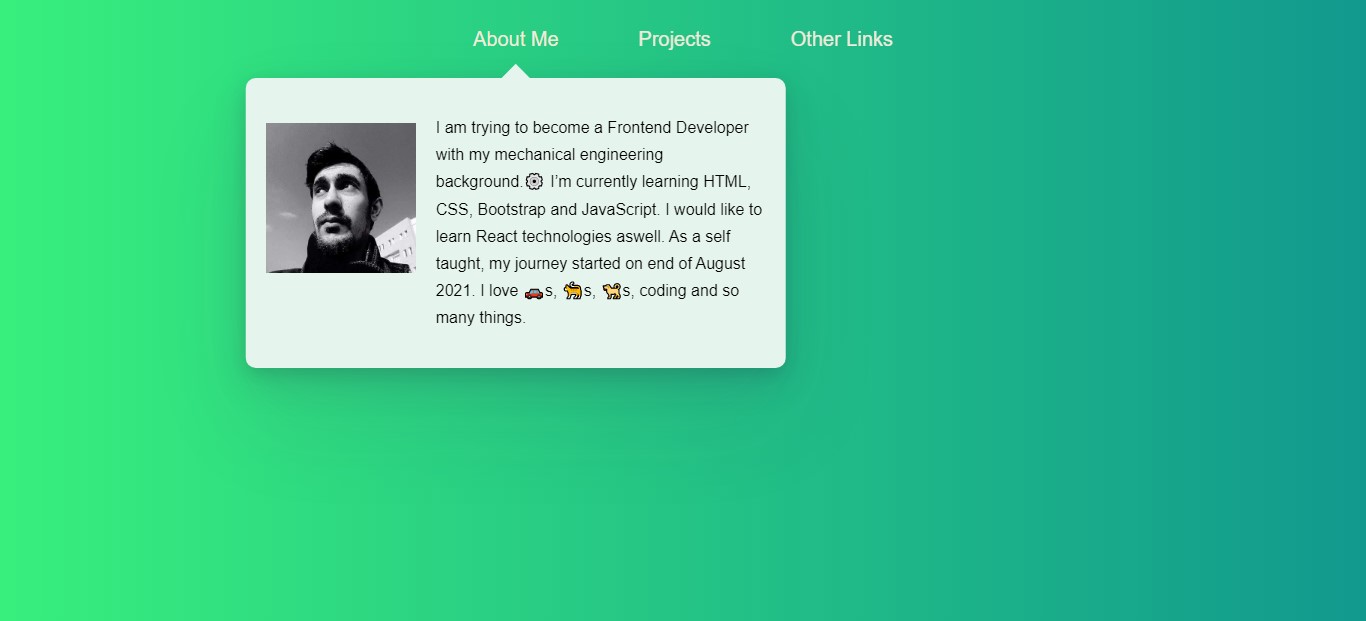 About Me
Projects
Other Links
I am trying to become a Frontend Developer
with my mechanical engineering
background.⚙️ I’m currently learning HTML,
CSS, Bootstrap and JavaScript. I would like to
learn React technologies aswell. As a self
taught, my journey started on end of August
2021. I love 🚗s, 🐈s, 🐕s, coding and so
many things.